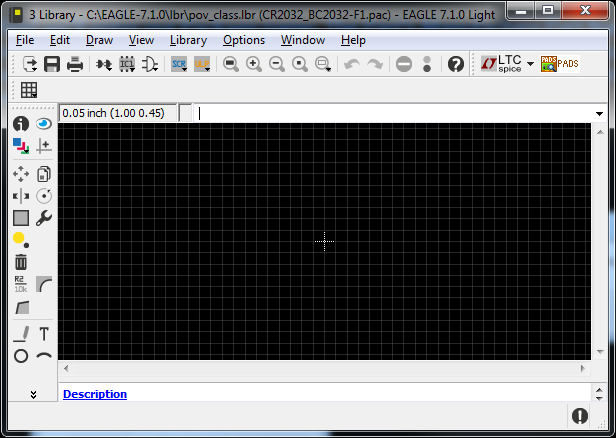 3 Library - C:\EAGLE-7.1.0\lbr\pov_class.lbr (CR2032_BC2032-F1.pac) - EAGLE 7.1.0 Light
File Edit Draw View Library Options Window Help
SCR LTC spice PADS PADS
0.05 inch (1.00 0.45)
R2
10k
T
Description